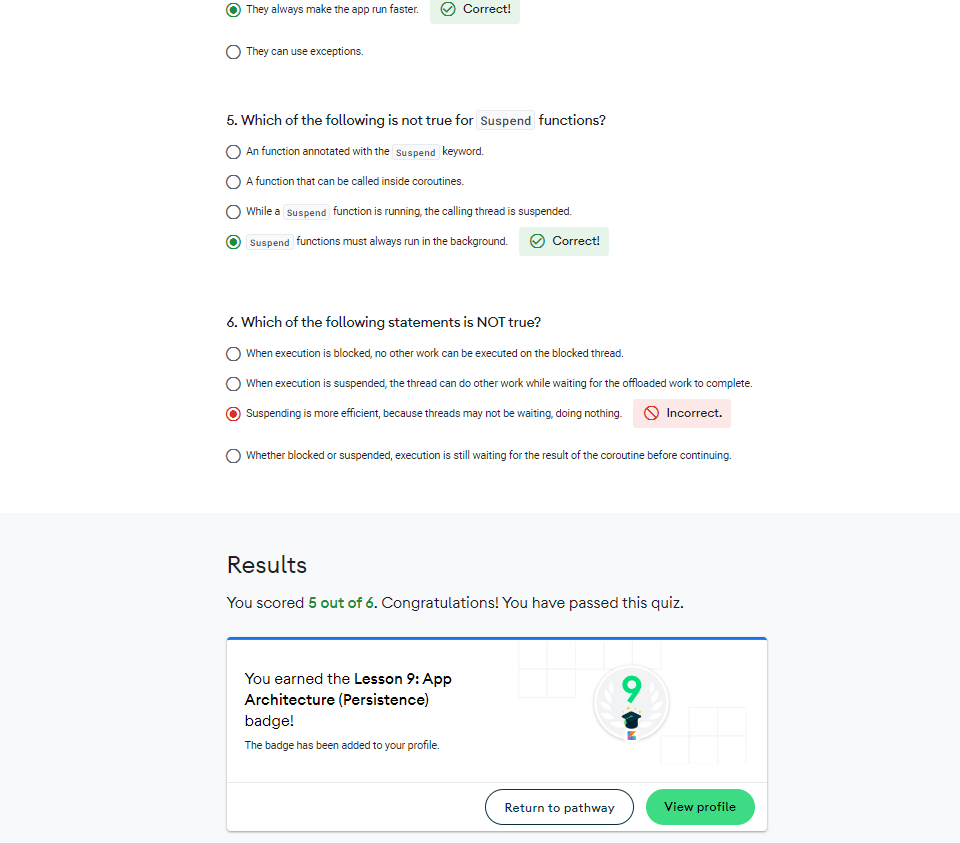 They always make the app run faster. Correct!
They can use exceptions.
5. Which of the following is not true for Suspend functions?
An function annotated with the Suspend keyword.
A function that can be called inside coroutines.
While a Suspend function is running, the calling thread is suspended.
Suspend functions must always run in the background. Correct!
6. Which of the following statements is NOT true?
When execution is blocked, no other work can be executed on the blocked thread.
When execution is suspended, the thread can do other work while waiting for the offloaded work to complete.
Suspending is more efficient, because threads may not be waiting, doing nothing. Incorrect.
Whether blocked or suspended, execution is still waiting for the result of the coroutine before continuing.
Results
You scored 5 out of 6. Congratulations! You have passed this quiz.
You earned the Lesson 9: App
Architecture (Persistence)
badge!
The badge has been added to your profile.
9
Return to pathway
View profile